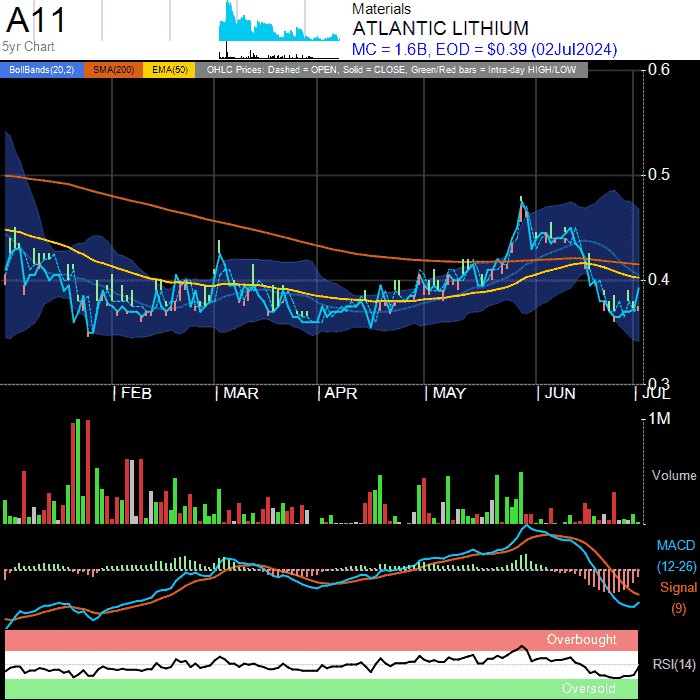 A11
5yr Chart
Materials
ATLANTIC LITHIUM
MC = 1.6B, EOD = $0.39 (02Jul2024)
BollBands(20,2) SMA(200) EMA(50) OHLC Prices: Dashed = OPEN, Solid = CLOSE, Green/Red bars = Intra-day HIGH/LOW
0.6
0.5
0.4
0.3
FEB MAR APR MAY JUN JUL
1M
Volume
MACD
(12-26)
Signal
(9)
Overbought
RSI(14)
Oversold